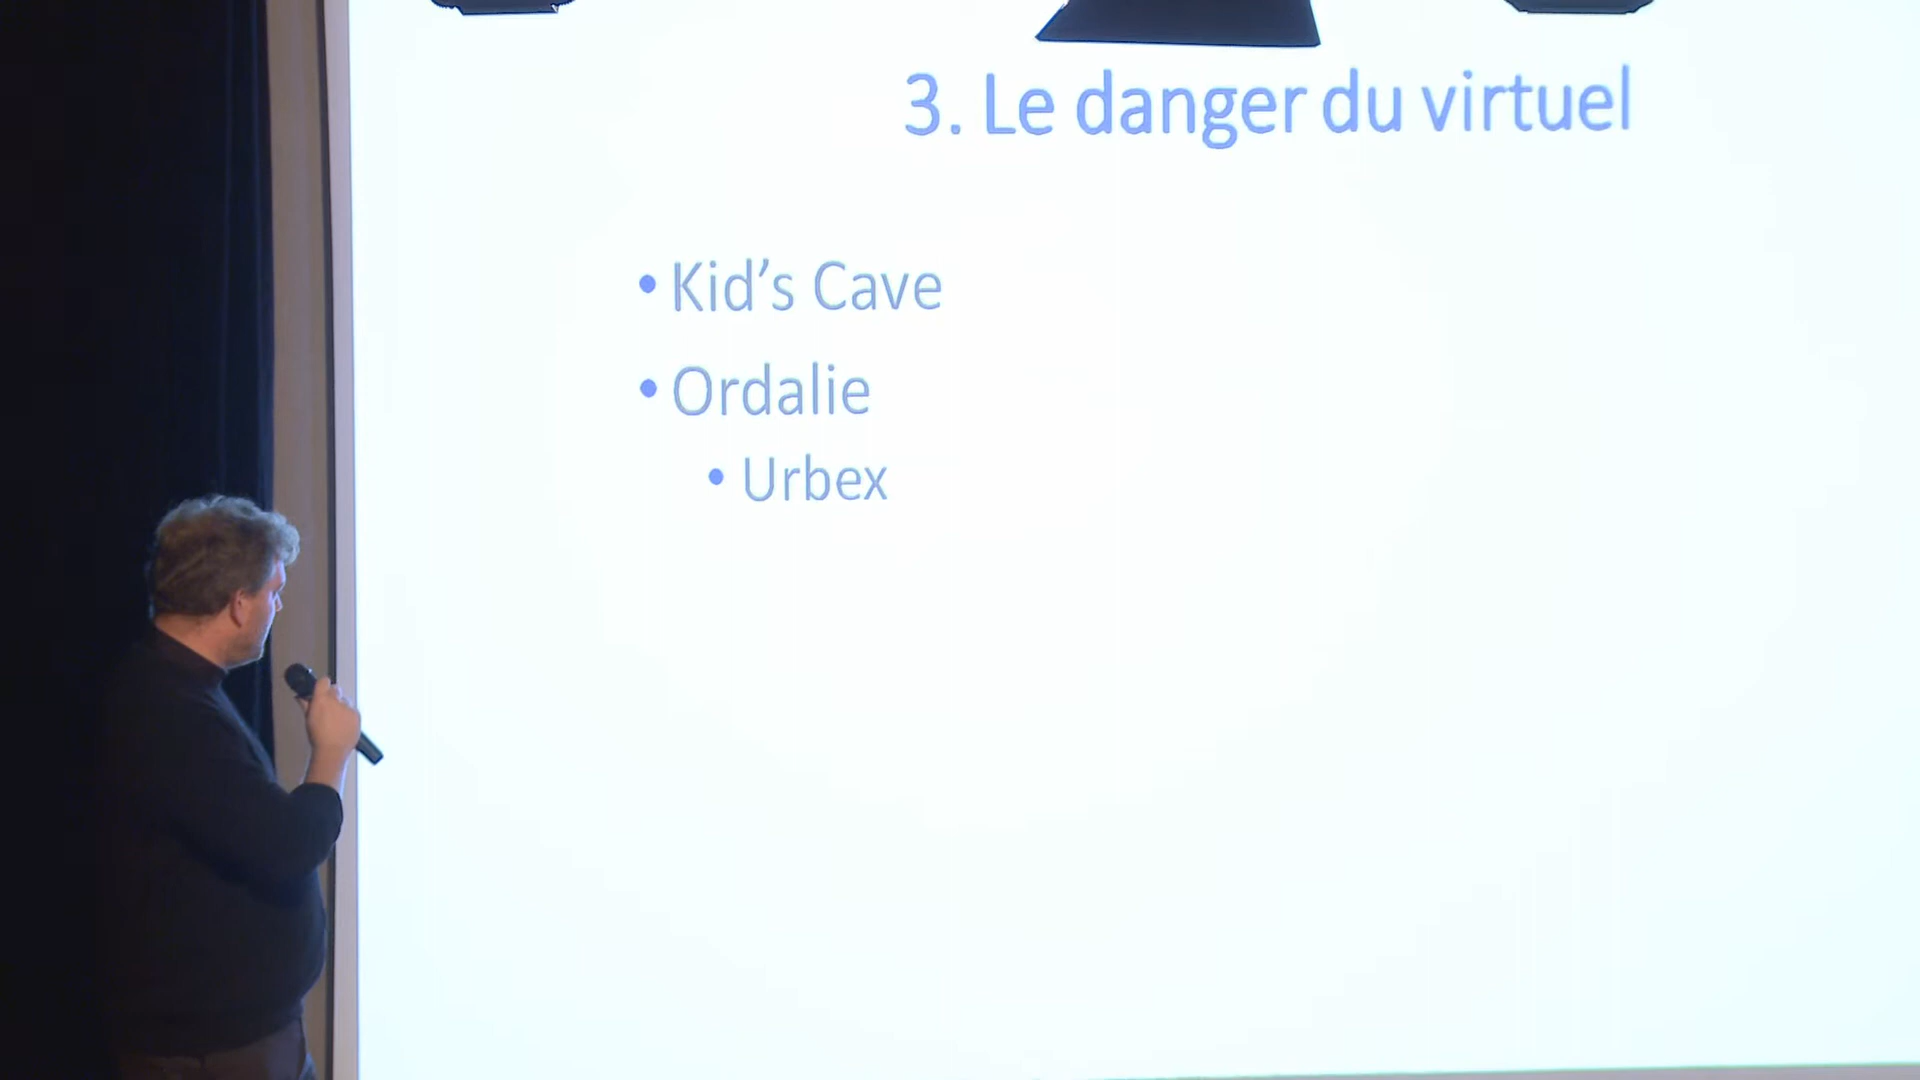 3. Le danger du virtuel
• Kid’s Cave
• Ordalie
• Urbex